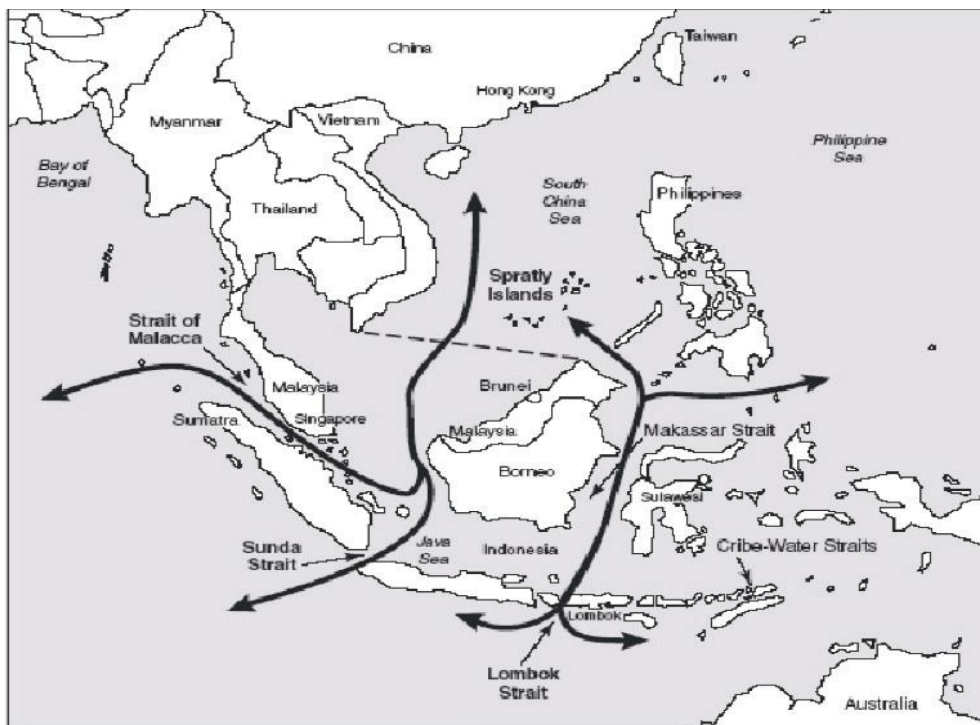 Taiwan
China
Hong Kong
Myanmar
Vietnam
Philippine
Sea
Bay of
Bengal
South
China
Sea
Philippines
Thailand
Spratly
Islands
Strait of
Malacca
Malaysia
Brunei
Singapore
Sumatra
Malaysia
Makassar Strait
Borneo
Sulawesi
Sunda
Strait
Java
Sea
Indonesia
Cribe-Water Straits
Lombok
Lombok
Strait
Australia